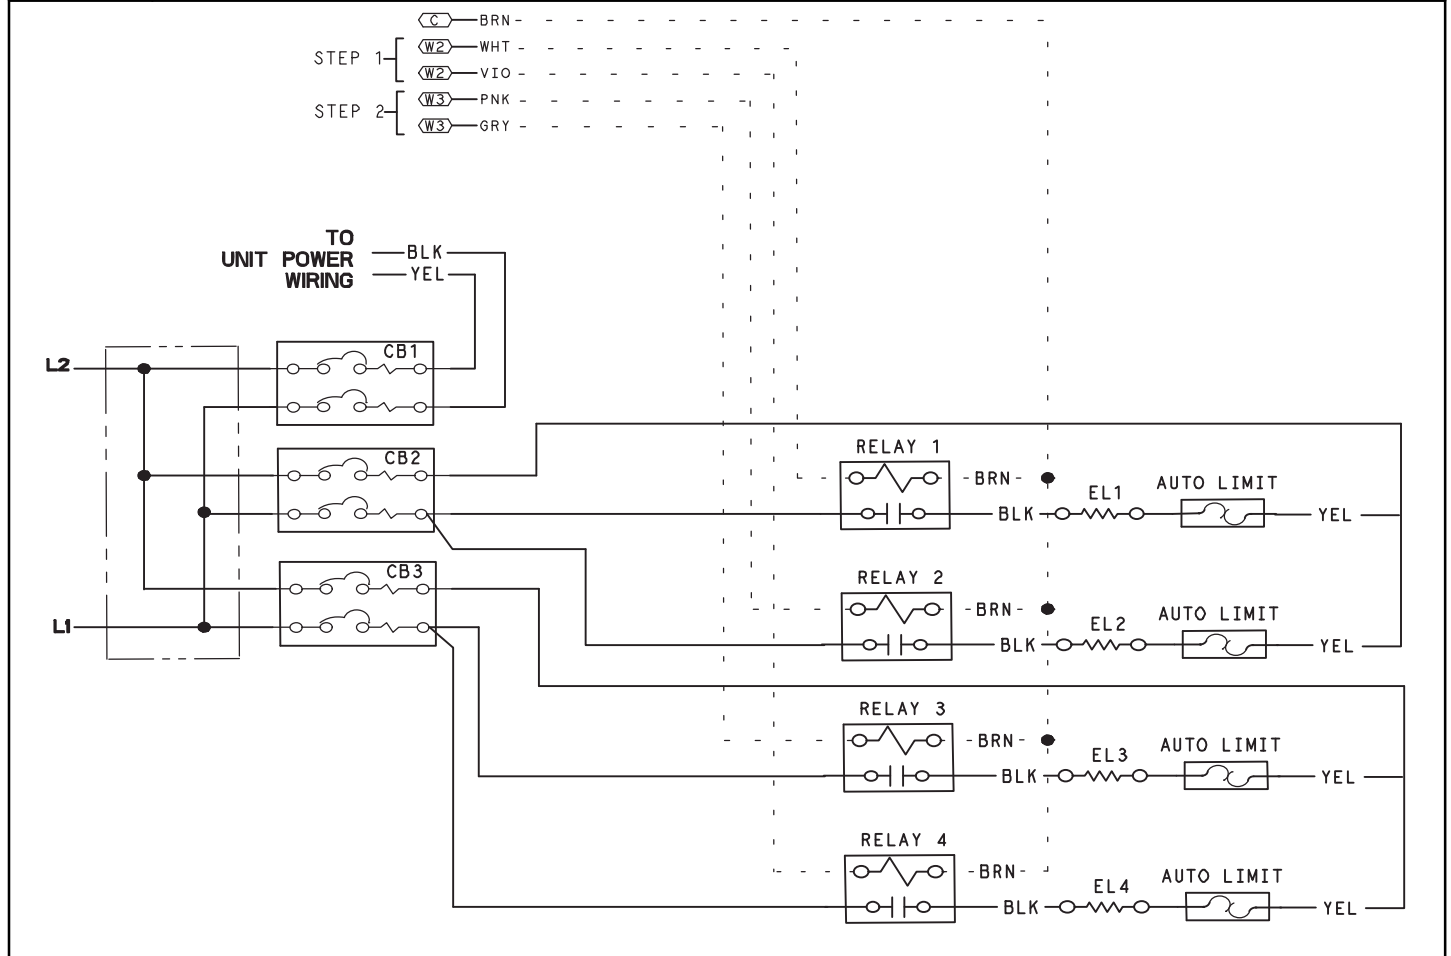 C BRN
STEP 1
W2 WHT
W2 VIO
STEP 2
W3 PNK
W3 GRY
TO
UNIT POWER
WIRING
BLK
YEL
L2
CB1
CB2
CB3
L1
RELAY 1
BRN
BLK
EL1
AUTO LIMIT
YEL
RELAY 2
BRN
BLK
EL2
AUTO LIMIT
YEL
RELAY 3
BRN
BLK
EL3
AUTO LIMIT
YEL
RELAY 4
BRN
BLK
EL4
AUTO LIMIT
YEL